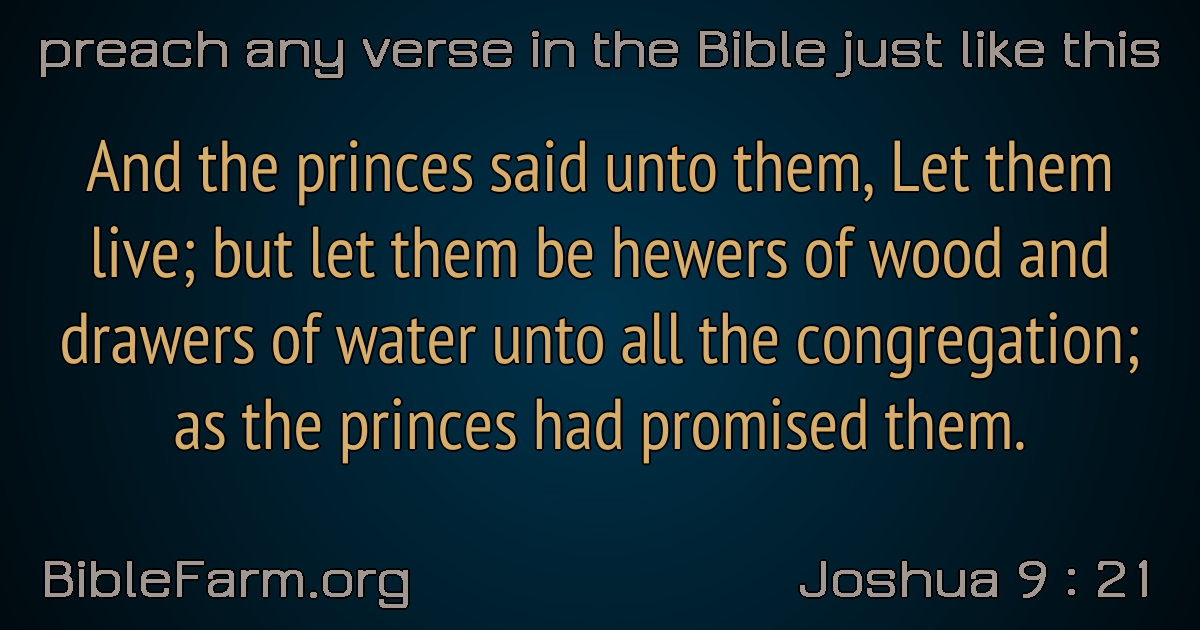 preach any verse in the Bible just like this
And the princes said unto them, Let them
live; but let them be hewers of wood and
drawers of water unto all the congregation;
as the princes had promised them.
BibleFarm.org
Joshua 9 : 21